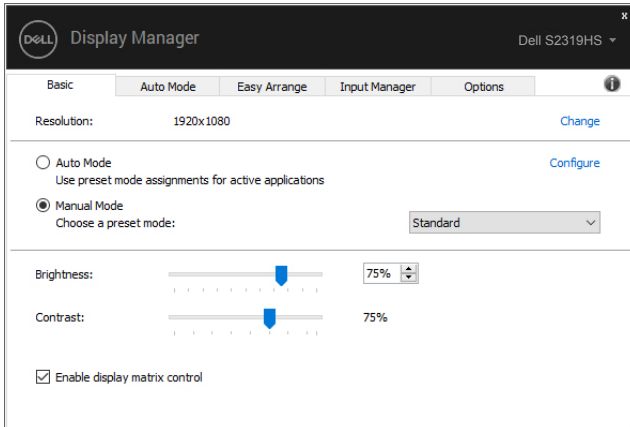 x
DELL Display Manager Dell S2319HS
Basic Auto Mode Easy Arrange Input Manager Options i
Resolution: 1920x1080 Change
Auto Mode Configure
Use preset mode assignments for active applications
Manual Mode
Choose a preset mode: Standard
Brightness: 75%
Contrast: 75%
Enable display matrix control